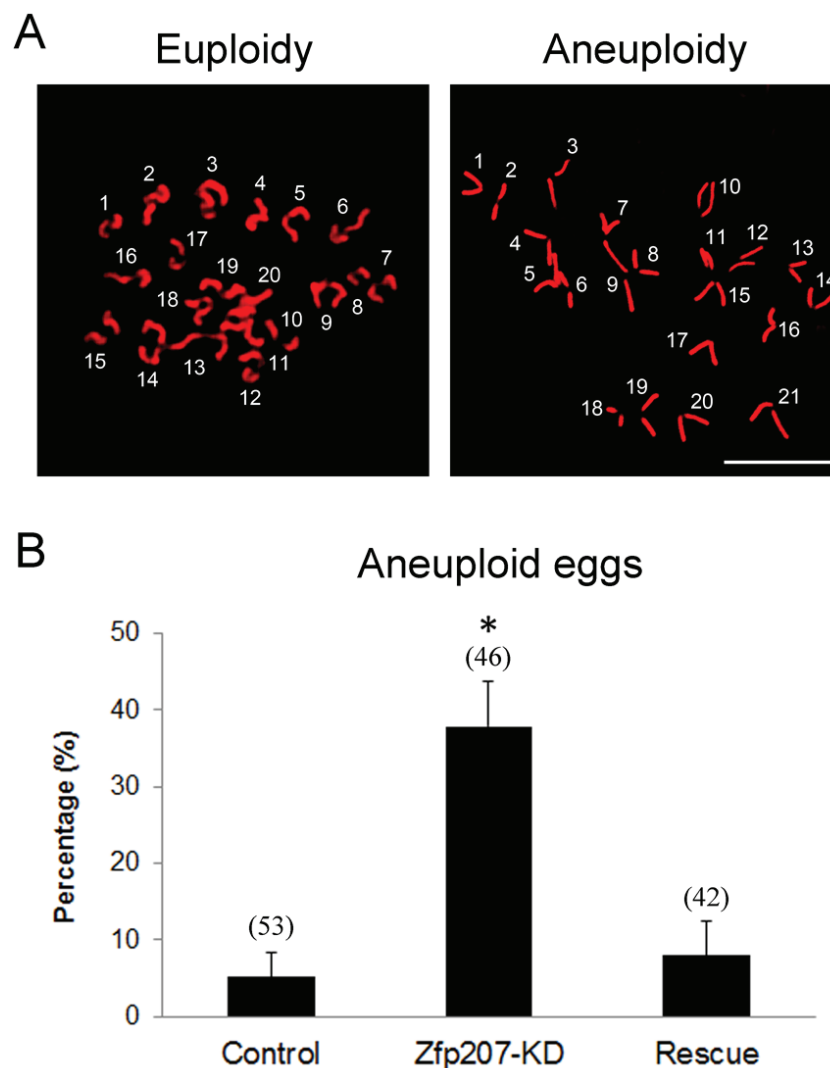 A
Euploidy
Aneuploidy
1 2 3 4 5 6 7 8 9 10 11 12 13 14 15 16 17 18 19 20
1 2 3 4 5 6 7 8 9 10 11 12 13 14 15 16 17 18 19 20 21
B
Aneuploid eggs
Percentage (%)
50
40
30
20
10
0
(53)
*
(46)
(42)
Control Zfp207-KD Rescue